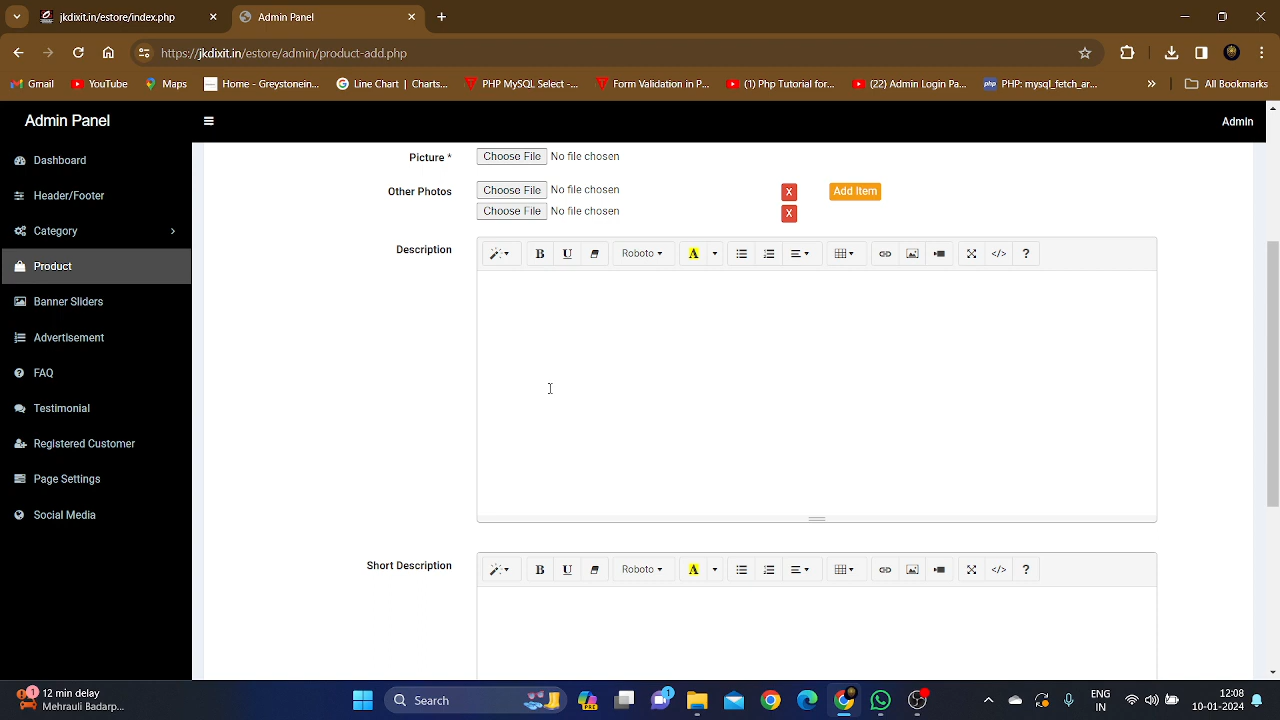 jkdixit.in/estore/index.php
Admin Panel
https://jkdixit.in/estore/admin/product-add.php
Gmail YouTube Maps Home - Greystonein... Line Chart | Charts... PHP MySQL Select -... Form Validation in P... (1) Php Tutorial for... (22) Admin Login Pa... php PHP: mysql_fetch_ar... » All Bookmarks
Admin Panel
Admin
Dashboard
Header/Footer
Category
Product
Banner Sliders
Advertisement
FAQ
Testimonial
Registered Customer
Page Settings
Social Media
Picture * Choose File No file chosen
Other Photos Choose File No file chosen X Add Item
Choose File No file chosen X
Description
B U Roboto A </> ?
Short Description
B U Roboto A </> ?
1 12 min delay
Mehrauli Badarp...
Search
PRE
1
ENG
IN
12:08
10-01-2024